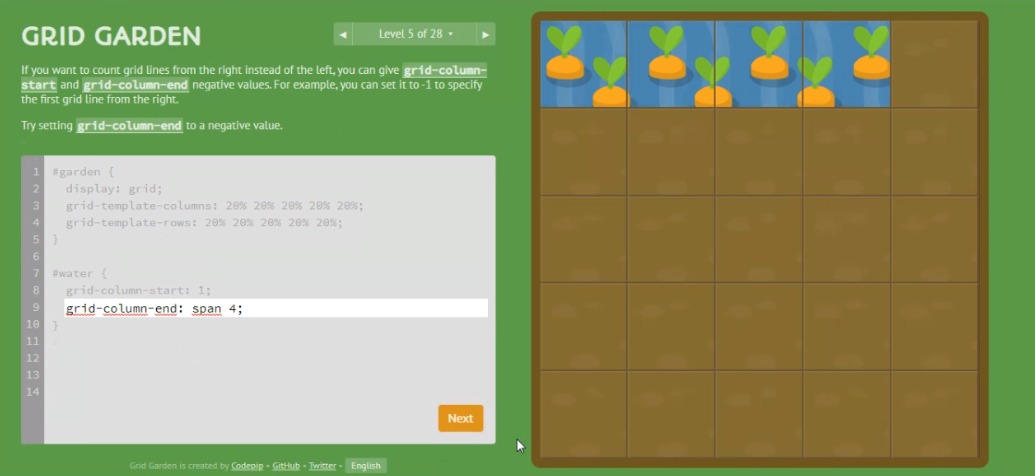 GRID GARDEN
◀ Level 5 of 28 ▾ ▶
If you want to count grid lines from the right instead of the left, you can give grid-column-
start and grid-column-end negative values. For example, you can set it to -1 to specify
the first grid line from the right.
Try setting grid-column-end to a negative value.
1 #garden {
2 display: grid;
3 grid-template-columns: 20% 20% 20% 20% 20%;
4 grid-template-rows: 20% 20% 20% 20% 20%;
5 }
6
7 #water {
8 grid-column-start: 1;
9 grid-column-end: span 4;
10 }
11
12
13
14
Next
Grid Garden is created by Codepip • GitHub • Twitter • English